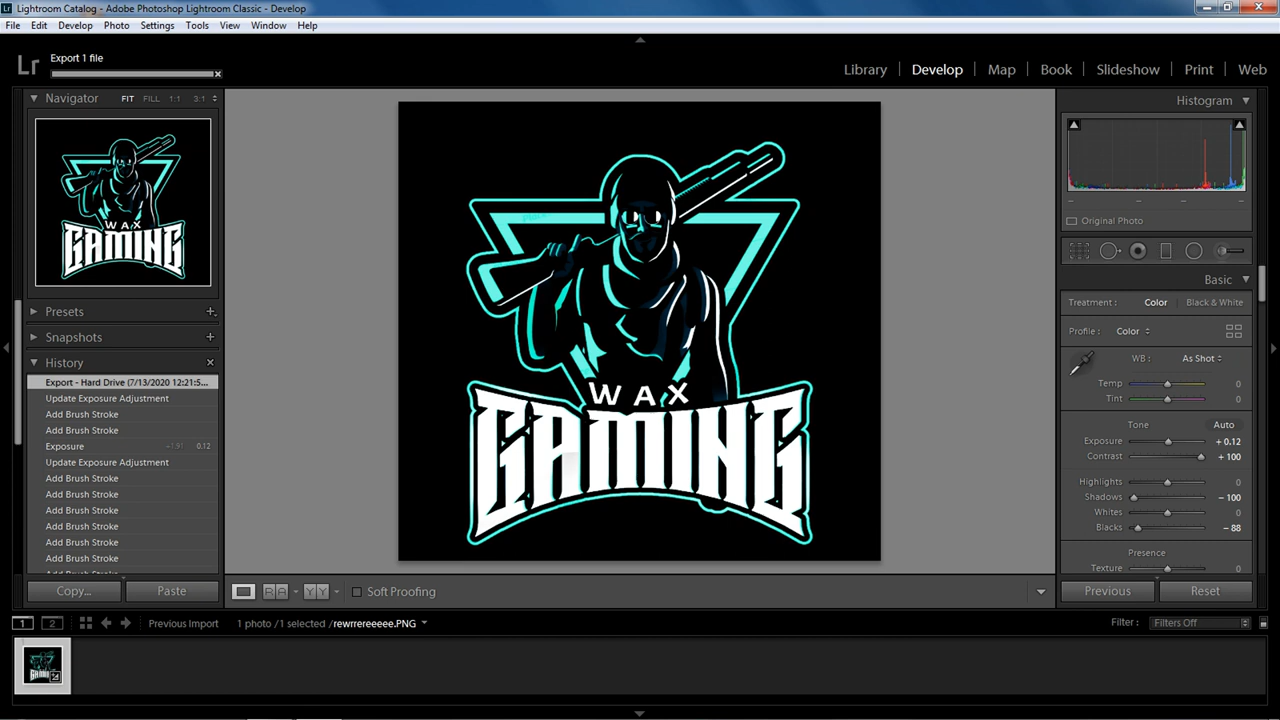 Lightroom Catalog - Adobe Photoshop Lightroom Classic - Develop
File Edit Develop Photo Settings Tools View Window Help
Lr Export 1 file
Library Develop Map Book Slideshow Print Web
Navigator FIT FILL 1:1 3:1
WAX
GAMING
Presets
Snapshots
History
Export - Hard Drive (7/13/2020 12:21:5...
Update Exposure Adjustment
Add Brush Stroke
Add Brush Stroke
Exposure -1.91 0.12
Update Exposure Adjustment
Add Brush Stroke
Add Brush Stroke
Add Brush Stroke
Add Brush Stroke
Add Brush Stroke
Add Brush Stroke
Copy... Paste
WAX
GAMING
Soft Proofing
Histogram
Original Photo
Basic
Treatment : Color Black & White
Profile : Color
WB : As Shot
Temp 0
Tint 0
Tone Auto
Exposure + 0.12
Contrast + 100
Highlights 0
Shadows - 100
Whites 0
Blacks - 88
Presence
Texture 0
Previous Reset
1 2 Previous Import 1 photo / 1 selected / rewrrereeeee.PNG Filter : Filters Off